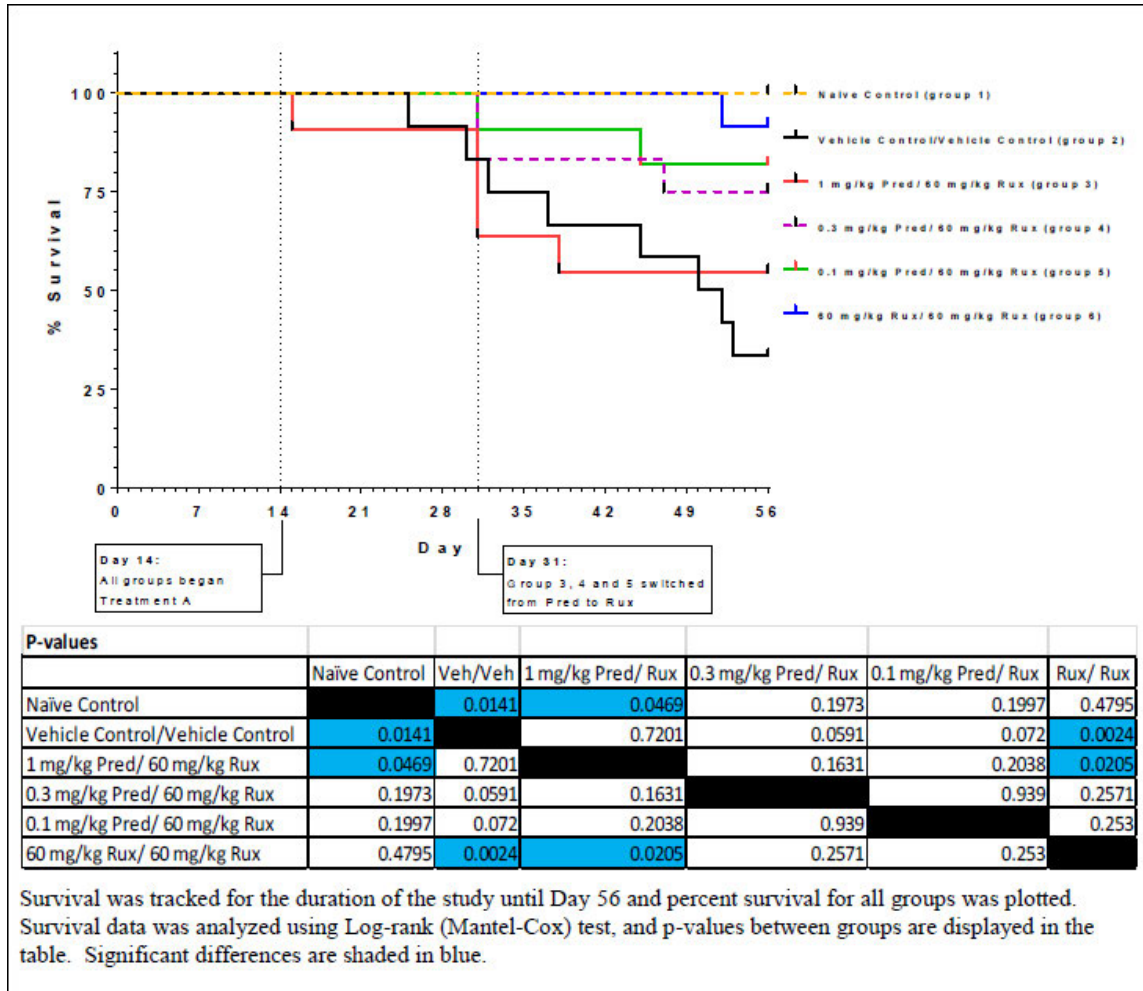 100
75
50
25
0
% Survival
0 7 14 21 28 35 42 49 56
Day
Naïve Control (group 1)
Vehicle Control/Vehicle Control (group 2)
1 mg/kg Pred/ 60 mg/kg Rux (group 3)
0.3 mg/kg Pred/ 60 mg/kg Rux (group 4)
0.1 mg/kg Pred/ 60 mg/kg Rux (group 5)
60 mg/kg Rux/ 60 mg/kg Rux (group 6)
Day 14:
All groups began
Treatment A
Day 31:
Group 3, 4 and 5 switched
from Pred to Rux
P-values
Naïve Control Veh/Veh 1 mg/kg Pred/ Rux 0.3 mg/kg Pred/ Rux 0.1 mg/kg Pred/ Rux Rux/ Rux
Naïve Control 0.0141 0.0469 0.1973 0.1997 0.4795
Vehicle Control/Vehicle Control 0.0141 0.7201 0.0591 0.072 0.0024
1 mg/kg Pred/ 60 mg/kg Rux 0.0469 0.7201 0.1631 0.2038 0.0205
0.3 mg/kg Pred/ 60 mg/kg Rux 0.1973 0.0591 0.1631 0.939 0.2571
0.1 mg/kg Pred/ 60 mg/kg Rux 0.1997 0.072 0.2038 0.939 0.253
60 mg/kg Rux/ 60 mg/kg Rux 0.4795 0.0024 0.0205 0.2571 0.253
Survival was tracked for the duration of the study until Day 56 and percent survival for all groups was plotted.
Survival data was analyzed using Log-rank (Mantel-Cox) test, and p-values between groups are displayed in the
table. Significant differences are shaded in blue.